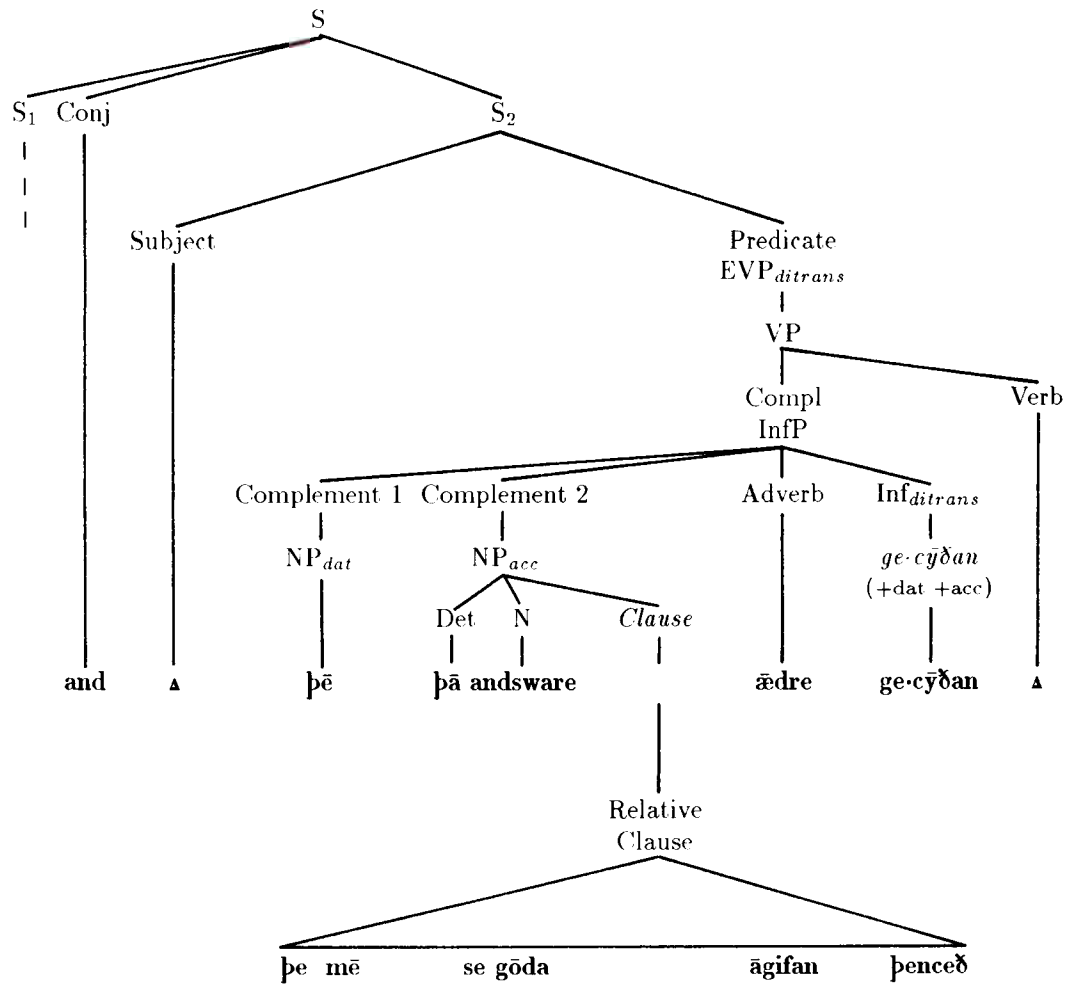 S
S₁ Conj S₂
Subject Predicate
EVP_ditrans
VP
Compl Verb
InfP
Complement 1 Complement 2 Adverb Inf_ditrans
NP_dat NP_acc ge·cȳðan
(+dat +acc)
Det N Clause
and ▵ þē þā andsware ǣdre ge·cȳðan ▵
Relative
Clause
þe mē se gōda āgifan þenceð